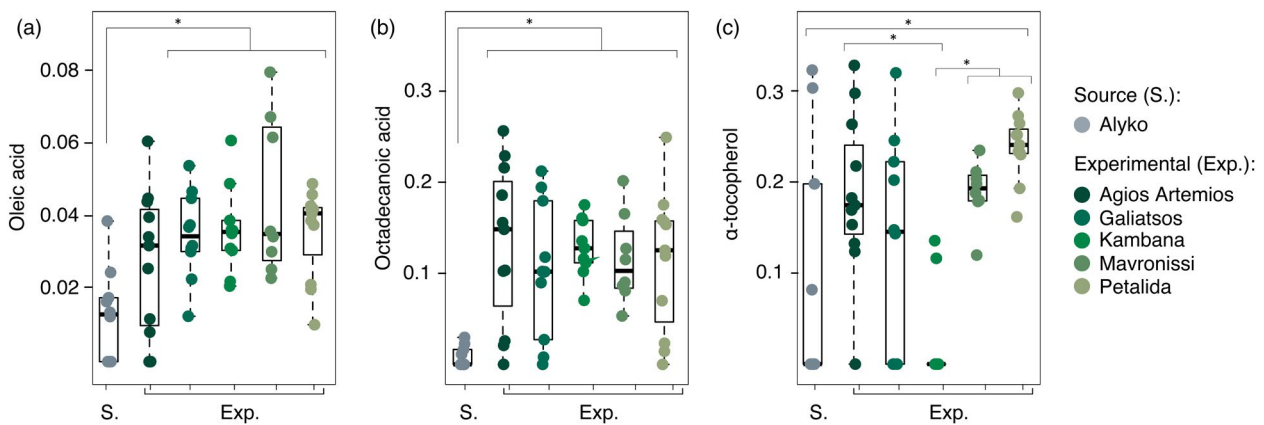 (a)
*
Oleic acid
0.08
0.06
0.04
0.02
S.
Exp.
(b)
*
Octadecanoic acid
0.3
0.2
0.1
S.
Exp.
(c)
*
*
*
α-tocopherol
0.3
0.2
0.1
S.
Exp.
Source (S.):
Alyko
Experimental (Exp.):
Agios Artemios
Galiatsos
Kambana
Mavronissi
Petalida